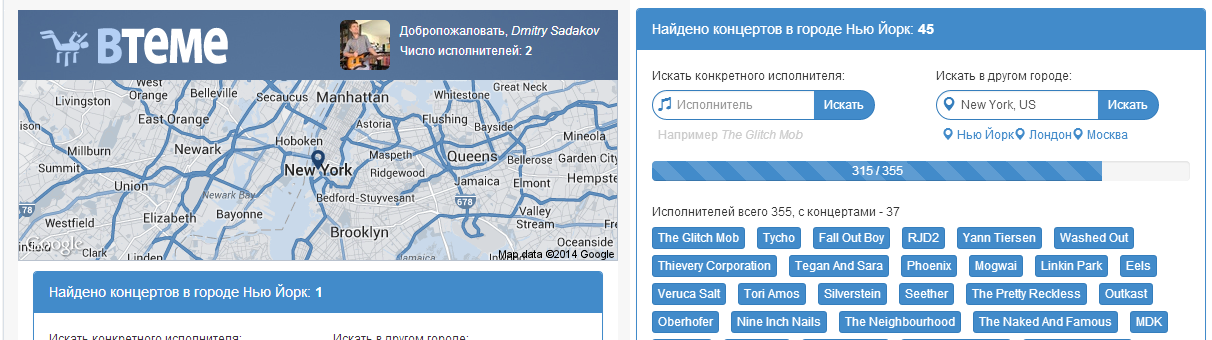 ВТЕМЕ
Добропожаловать, Dmitry Sadakov
Число исполнителей: 2
West Orange
Belleville
Secaucus
Manhattan
Great Neck
Livingston
Whitestone
East Orange
Astoria
Flushing
Bayside
Hoboken
Mineola
Millburn
Newark
Maspeth
Queens
Bellerose
Garden City
Summit
New York
Ridgewood
Union
Jamaica
Elmont
Hempste
Newark Bay
Bedford-Stuyvesant
678
78
Westfield
Elizabeth
Bayonne
Valley Stream
Brooklyn
Google
Clark
Linden
Oceanside
Map data ©2014 Google
Найдено концертов в городе Нью Йорк: 1
Искать конкретного исполнителя:
Искать в другом городе:
Найдено концертов в городе Нью Йорк: 45
Искать конкретного исполнителя:
Искать в другом городе:
Исполнитель Искать
New York, US Искать
Например The Glitch Mob
Нью Йорк Лондон Москва
315 / 355
Исполнителей всего 355, с концертами - 37
The Glitch Mob Tycho Fall Out Boy RJD2 Yann Tiersen Washed Out
Thievery Corporation Tegan And Sara Phoenix Mogwai Linkin Park Eels
Veruca Salt Tori Amos Silverstein Seether The Pretty Reckless Outkast
Oberhofer Nine Inch Nails The Neighbourhood The Naked And Famous MDK